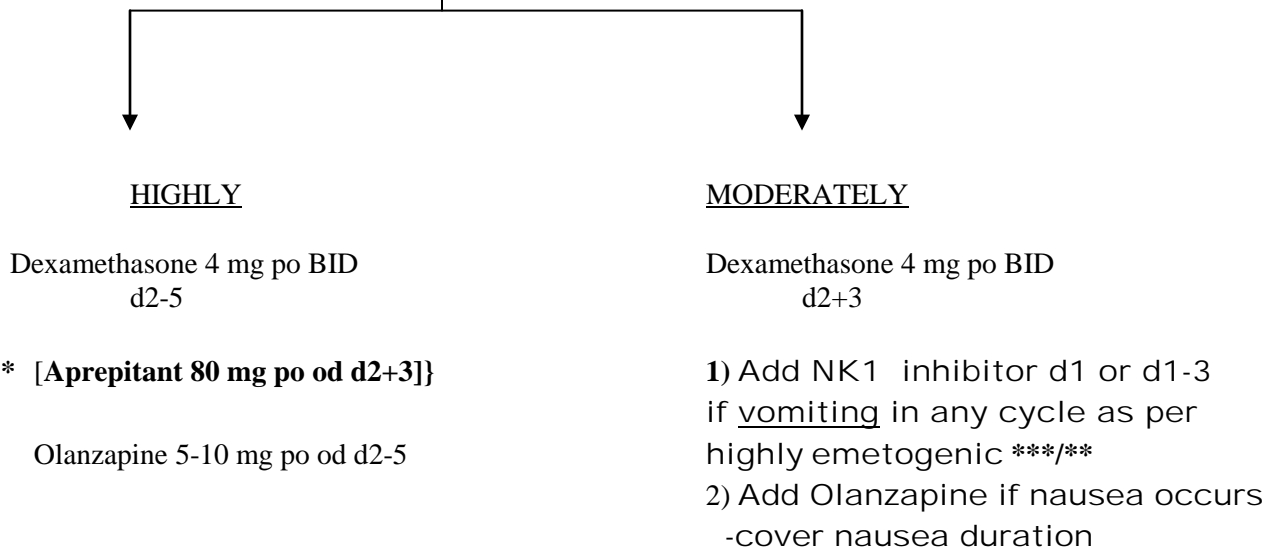 HIGHLY
Dexamethasone 4 mg po BID
d2-5
* [Aprepitant 80 mg po od d2+3]}
Olanzapine 5-10 mg po od d2-5
MODERATELY
Dexamethasone 4 mg po BID
d2+3
1) Add NK1 inhibitor d1 or d1-3
if vomiting in any cycle as per
highly emetogenic ***/**
2) Add Olanzapine if nausea occurs
-cover nausea duration